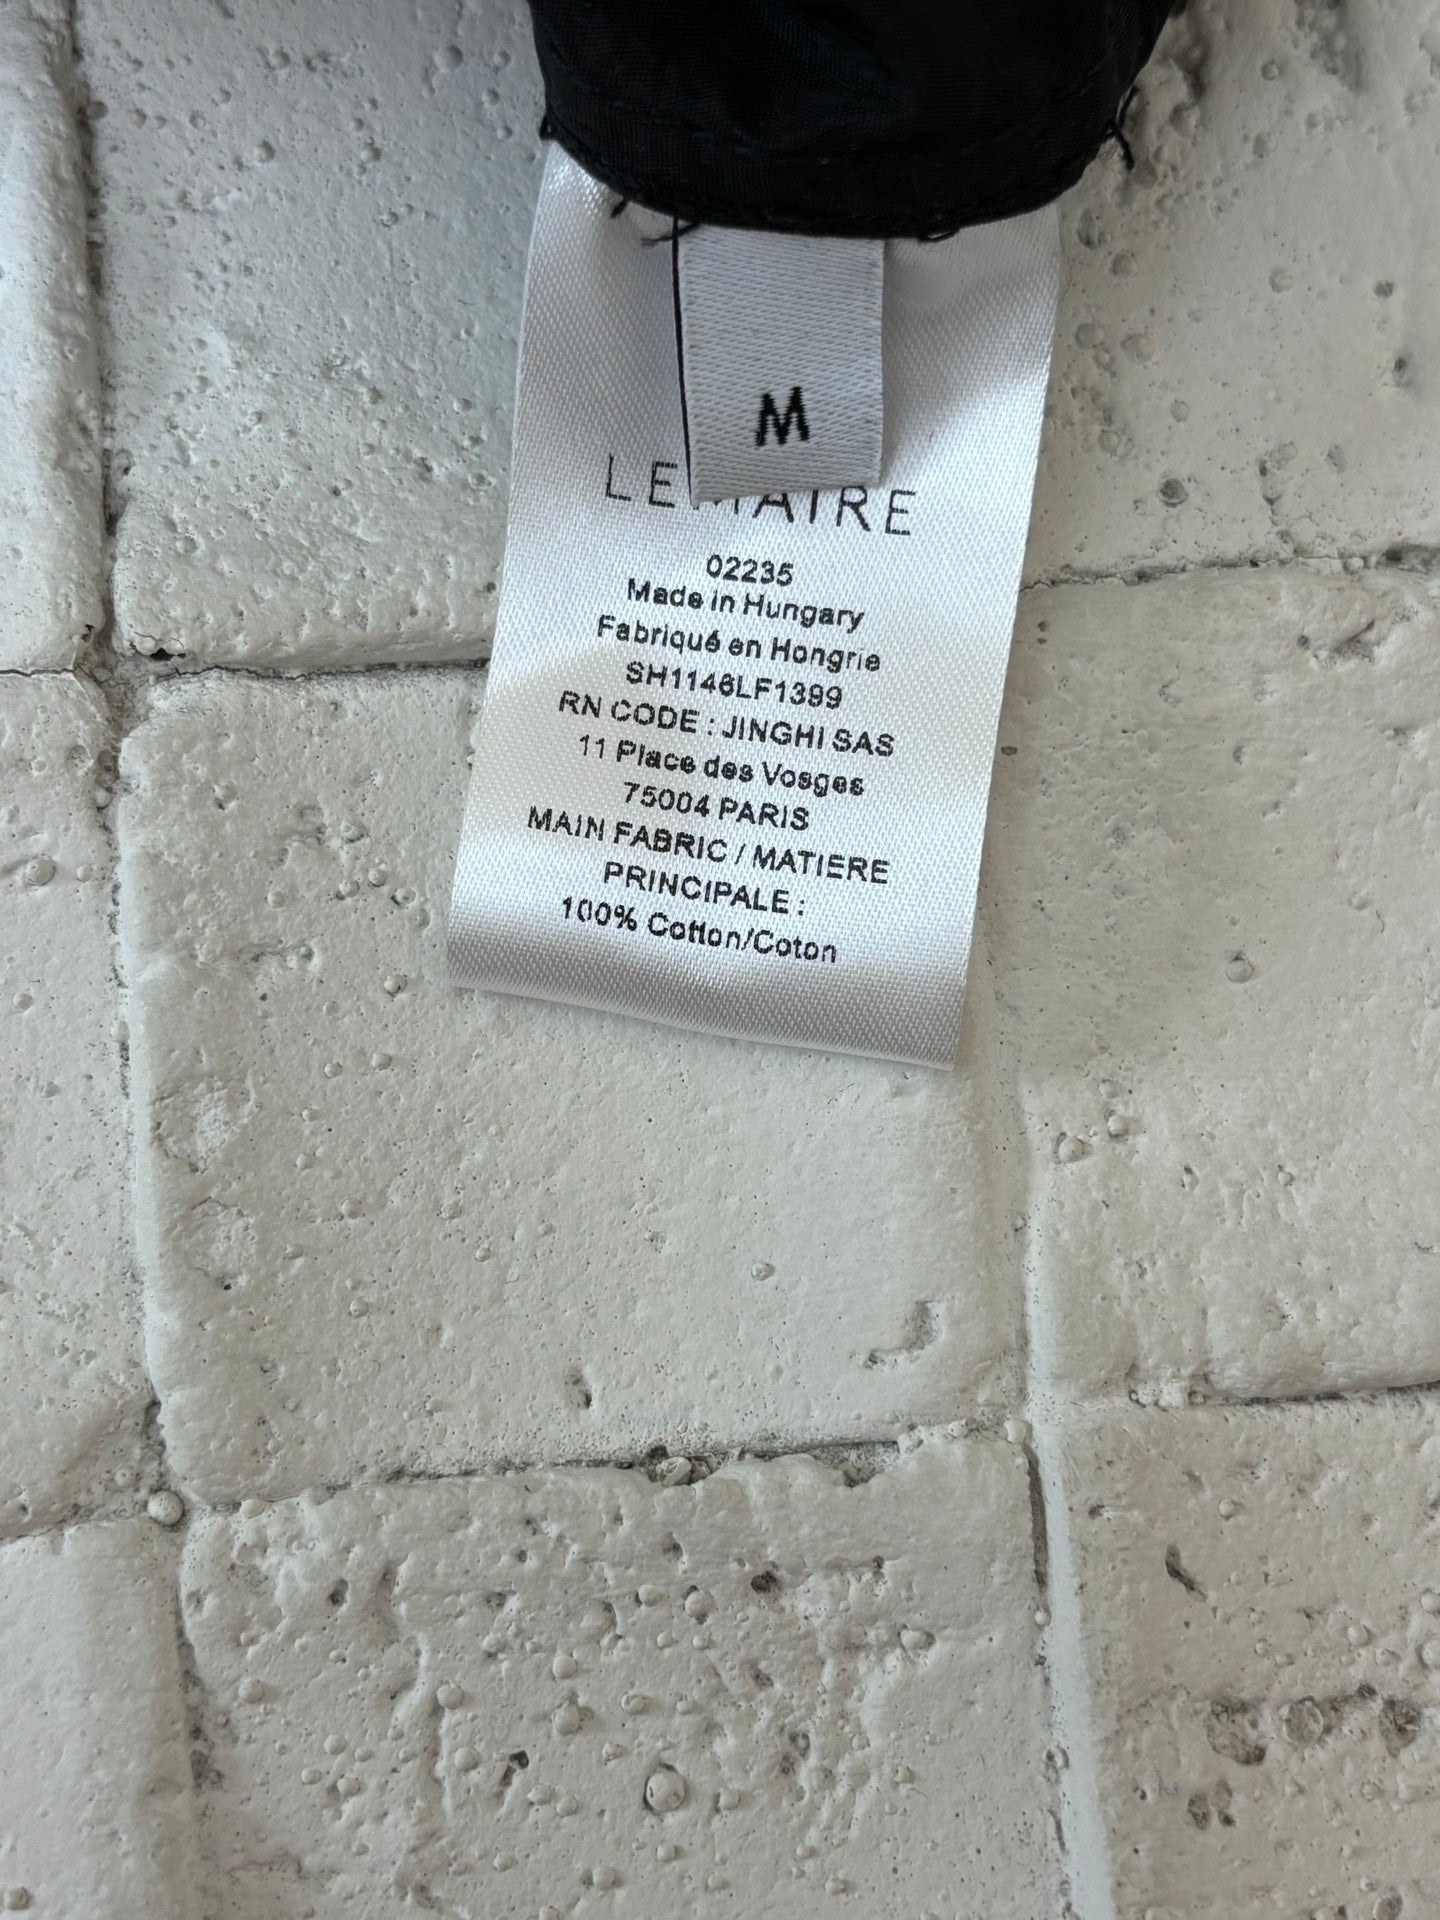 M
LEMAIRE
02235
Made in Hungary
Fabriqué en Hongrie
SH1146LF1399
RN CODE : JINGHI SAS
11 Place des Vosges
75004 PARIS
MAIN FABRIC / MATIERE
PRINCIPALE :
100% Cotton/Coton